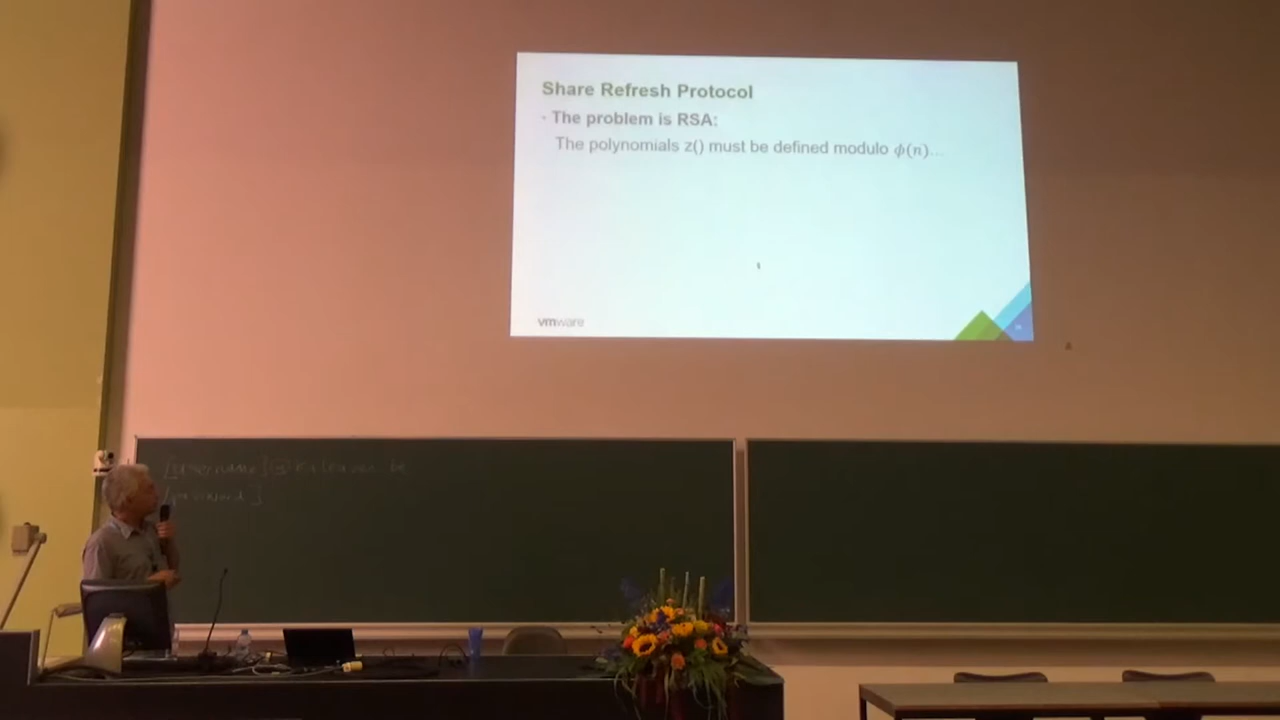 Share Refresh Protocol
· The problem is RSA:
The polynomials z() must be defined modulo ϕ(n)...
vmware